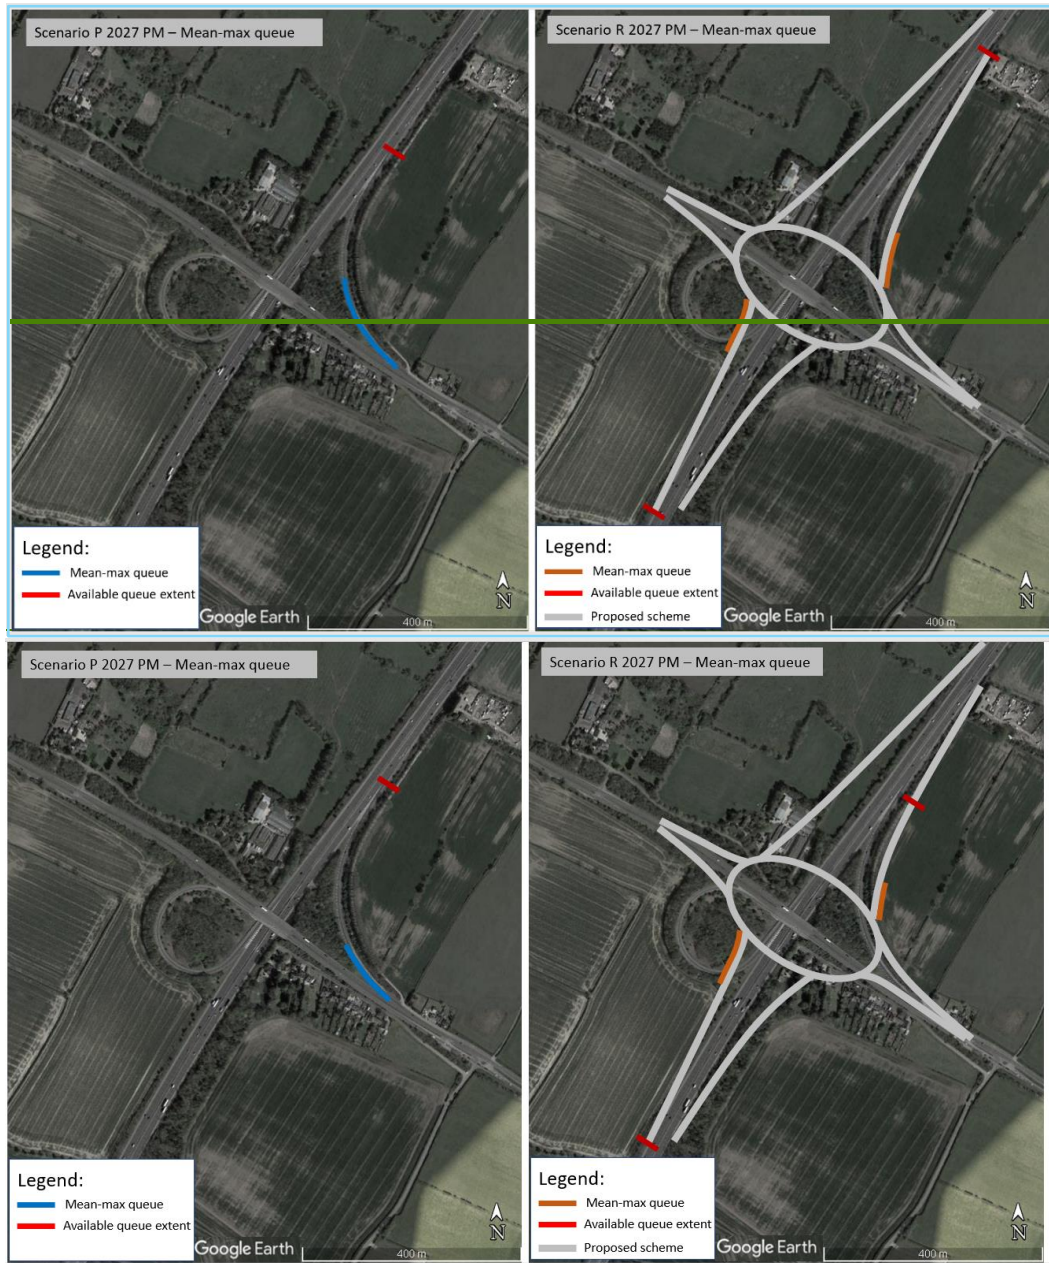 Scenario P 2027 PM – Mean-max queue
Scenario R 2027 PM – Mean-max queue
Legend:
Mean-max queue
Available queue extent
N
Google Earth
400 m
Legend:
Mean-max queue
Available queue extent
Proposed scheme
N
Google Earth
400 m
Scenario P 2027 PM – Mean-max queue
Scenario R 2027 PM – Mean-max queue
Legend:
Mean-max queue
Available queue extent
N
Google Earth
400 m
Legend:
Mean-max queue
Available queue extent
Proposed scheme
N
Google Earth
400 m